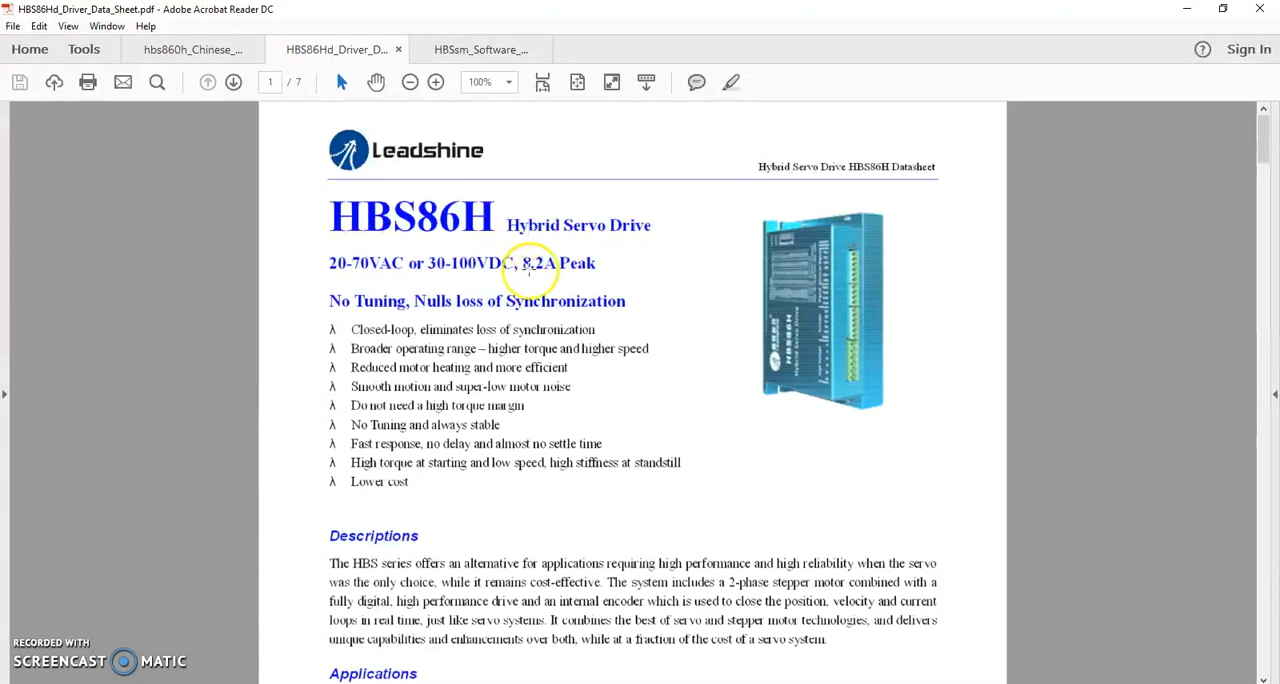 HBS86Hd_Driver_Data_Sheet.pdf - Adobe Acrobat Reader DC
File Edit View Window Help
Home Tools hbs860h_Chinese_... HBS86Hd_Driver_D... × HBSsm_Software_... ? Sign In
1 / 7 100%
Leadshine
Hybrid Servo Drive HBS86H Datasheet
HBS86H Hybrid Servo Drive
20-70VAC or 30-100VDC, 8.2A Peak
No Tuning, Nulls loss of Synchronization
λ Closed-loop, eliminates loss of synchronization
λ Broader operating range – higher torque and higher speed
λ Reduced motor heating and more efficient
λ Smooth motion and super-low motor noise
λ Do not need a high torque margin
λ No Tuning and always stable
λ Fast response, no delay and almost no settle time
λ High torque at starting and low speed, high stiffness at standstill
λ Lower cost
HBS86H
Descriptions
The HBS series offers an alternative for applications requiring high performance and high reliability when the servo
was the only choice, while it remains cost-effective. The system includes a 2-phase stepper motor combined with a
fully digital, high performance drive and an internal encoder which is used to close the position, velocity and current
loops in real time, just like servo systems. It combines the best of servo and stepper motor technologies, and delivers
unique capabilities and enhancements over both, while at a fraction of the cost of a servo system.
Applications
RECORDED WITH
SCREENCAST MATIC